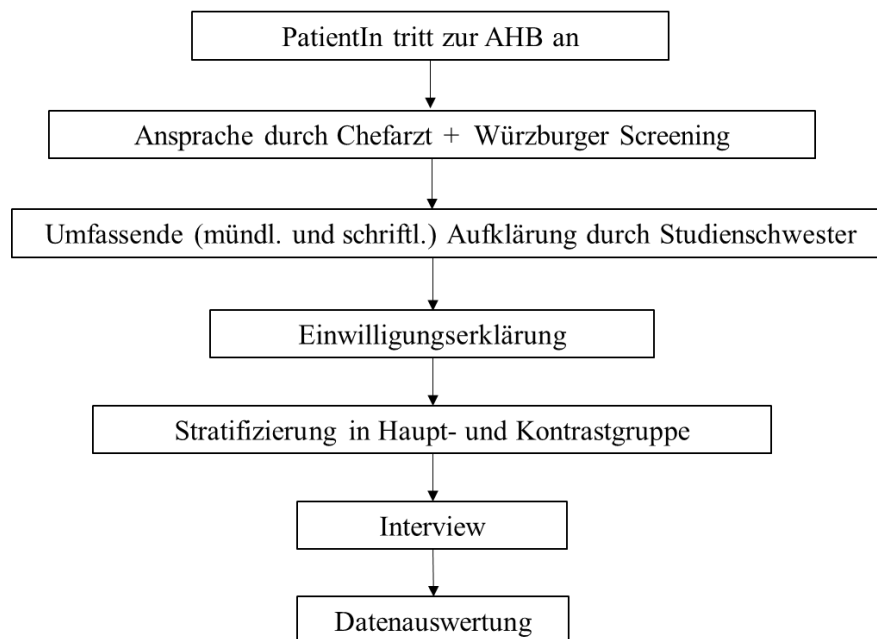 PatientIn tritt zur AHB an
Ansprache durch Chefarzt + Würzburger Screening
Umfassende (mündl. und schriftl.) Aufklärung durch Studienschwester
Einwilligungserklärung
Stratifizierung in Haupt- und Kontrastgruppe
Interview
Datenauswertung